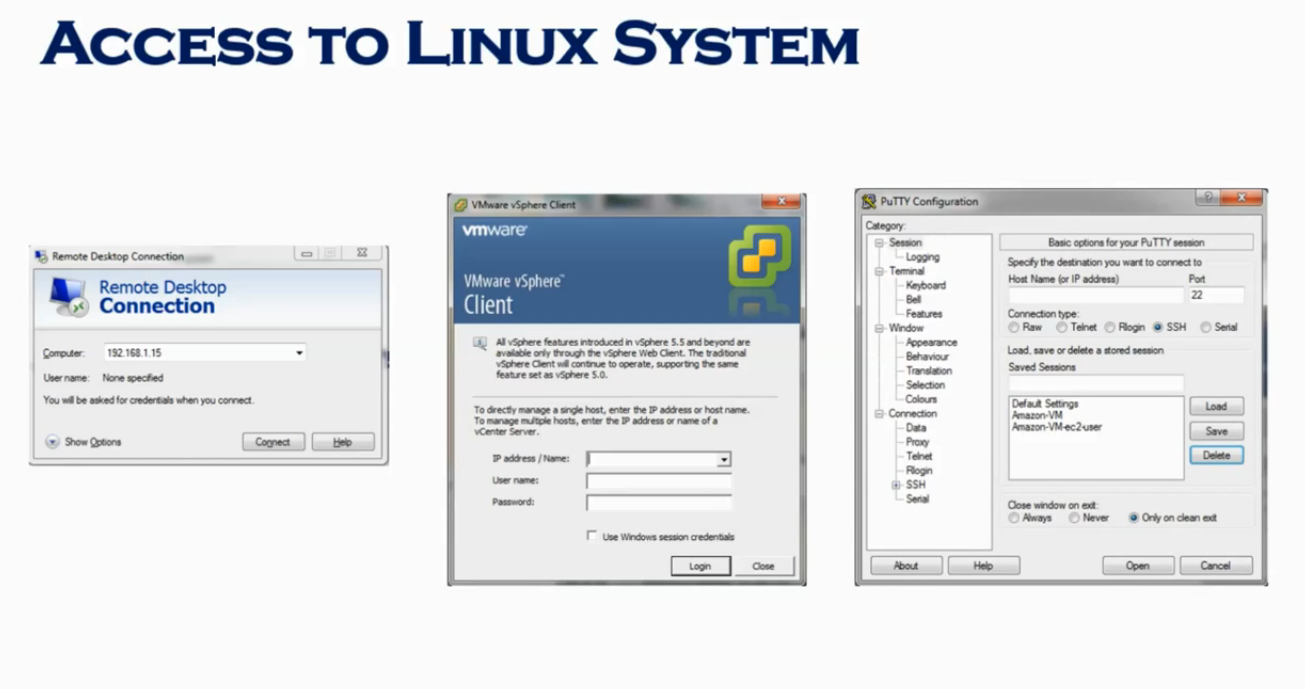 ACCESS TO LINUX SYSTEM
Remote Desktop Connection
Remote Desktop
Connection
Computer: 192.168.1.15
User name: None specified
You will be asked for credentials when you connect.
Show Options
Connect
Help
VMware vSphere Client
vmware
VMware vSphere™
Client
All vSphere features introduced in vSphere 5.5 and beyond are
available only through the vSphere Web Client. The traditional
vSphere Client will continue to operate, supporting the same
feature set as vSphere 5.0.
To directly manage a single host, enter the IP address or host name.
To manage multiple hosts, enter the IP address or name of a
vCenter Server.
IP address / Name:
User name:
Password:
Use Windows session credentials
Login
Close
PuTTY Configuration
Category:
Session
Logging
Terminal
Keyboard
Bell
Features
Window
Appearance
Behaviour
Translation
Selection
Colours
Connection
Data
Proxy
Telnet
Rlogin
SSH
Serial
Basic options for your PuTTY session
Specify the destination you want to connect to
Host Name (or IP address) Port
22
Connection type:
Raw Telnet Rlogin SSH Serial
Load, save or delete a stored session
Saved Sessions
Default Settings
Amazon-VM
Amazon-VM-ec2-user
Load
Save
Delete
Close window on exit:
Always Never Only on clean exit
About
Help
Open
Cancel